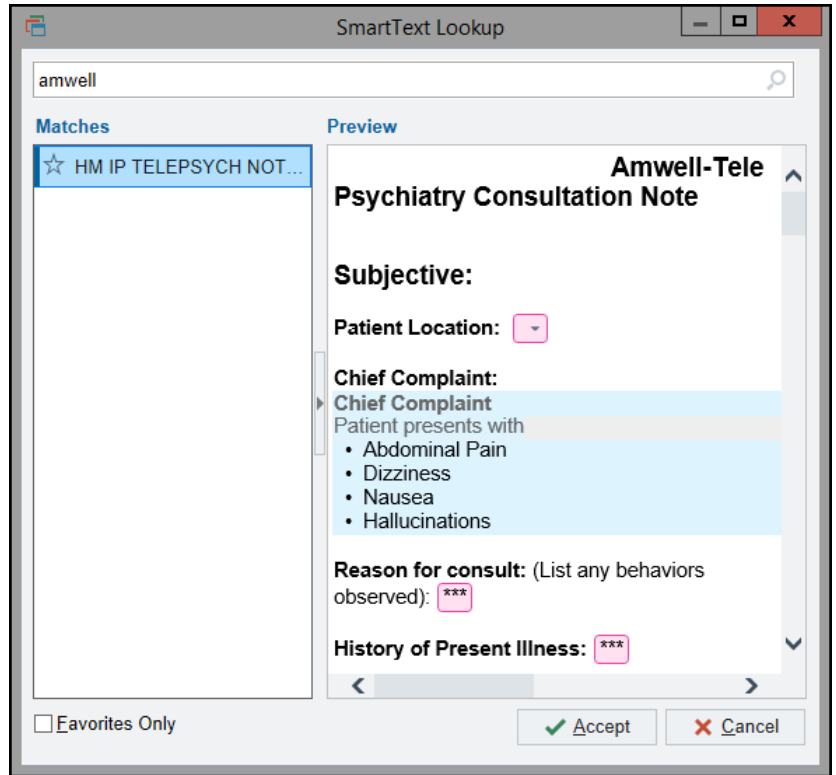 SmartText Lookup
amwell
Matches
Preview
HM IP TELEPSYCH NOT...
Amwell-Tele
Psychiatry Consultation Note
Subjective:
Patient Location:
Chief Complaint:
Chief Complaint
Patient presents with
• Abdominal Pain
• Dizziness
• Nausea
• Hallucinations
Reason for consult: (List any behaviors
observed): ***
History of Present Illness: ***
Favorites Only
Accept
Cancel